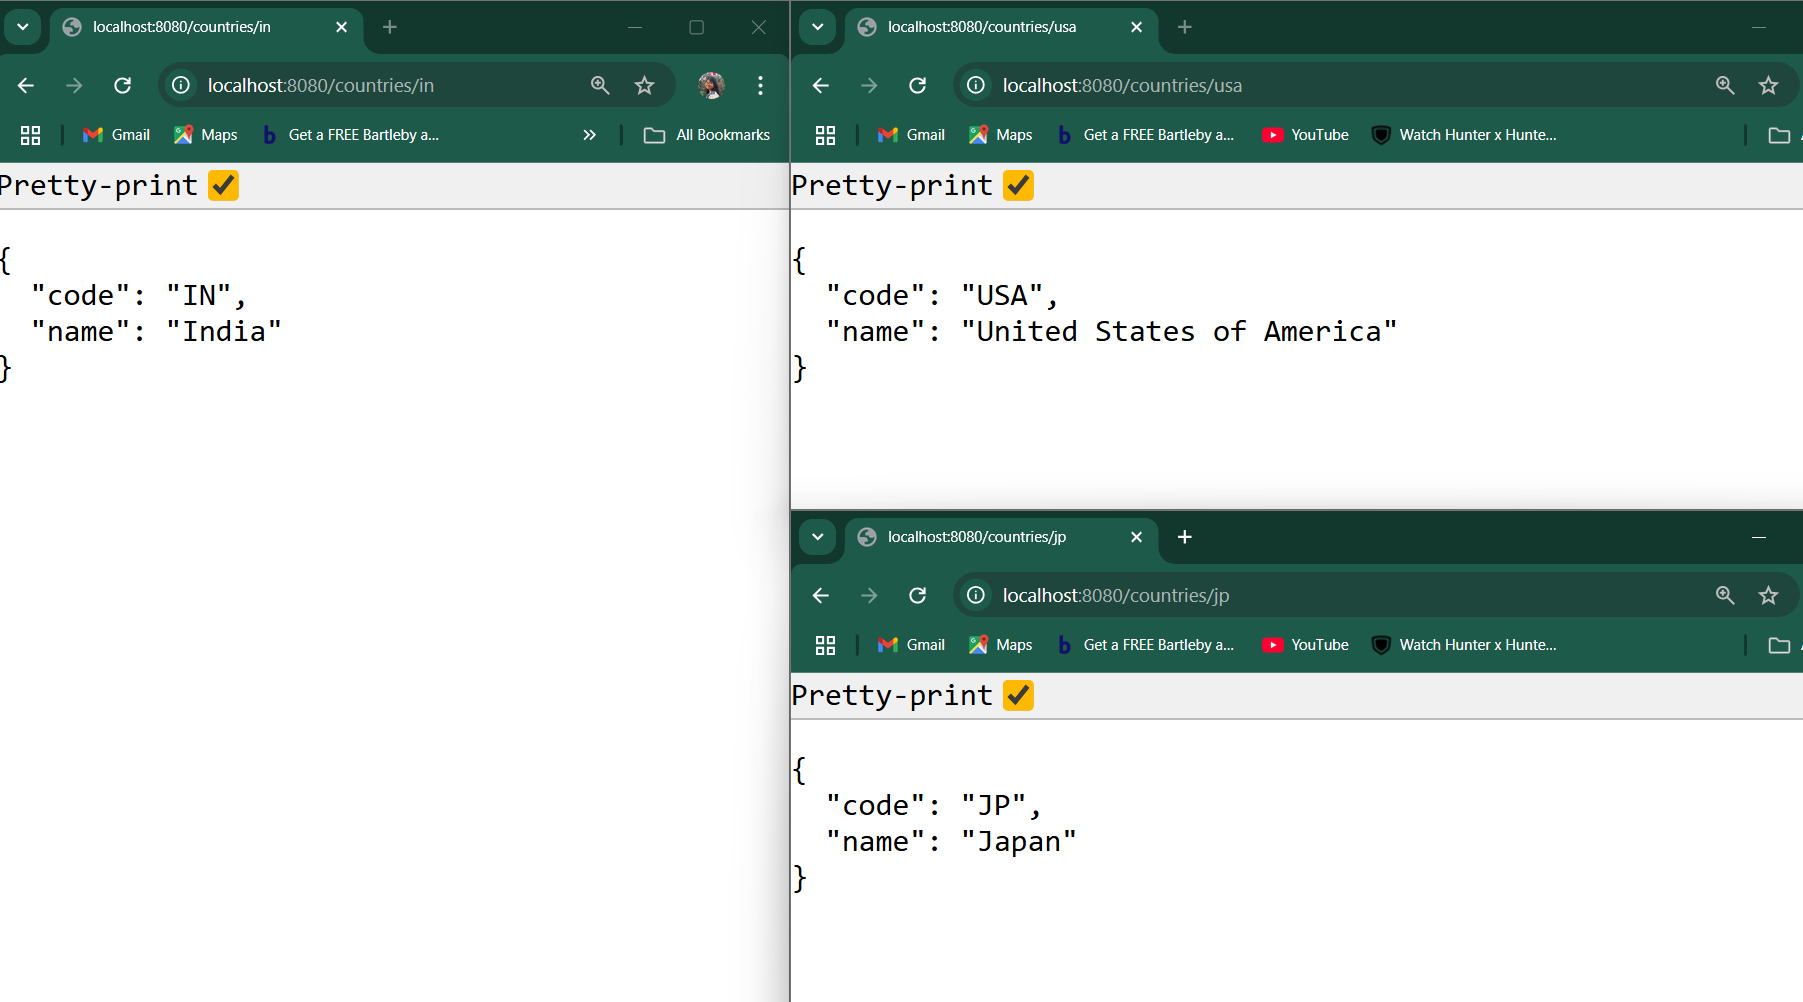 localhost:8080/countries/in
localhost:8080/countries/in
Gmail Maps Get a FREE Bartleby a... All Bookmarks
Pretty-print
{
  "code": "IN",
  "name": "India"
}
localhost:8080/countries/usa
localhost:8080/countries/usa
Gmail Maps Get a FREE Bartleby a... YouTube Watch Hunter x Hunte...
Pretty-print
{
  "code": "USA",
  "name": "United States of America"
}
localhost:8080/countries/jp
localhost:8080/countries/jp
Gmail Maps Get a FREE Bartleby a... YouTube Watch Hunter x Hunte...
Pretty-print
{
  "code": "JP",
  "name": "Japan"
}